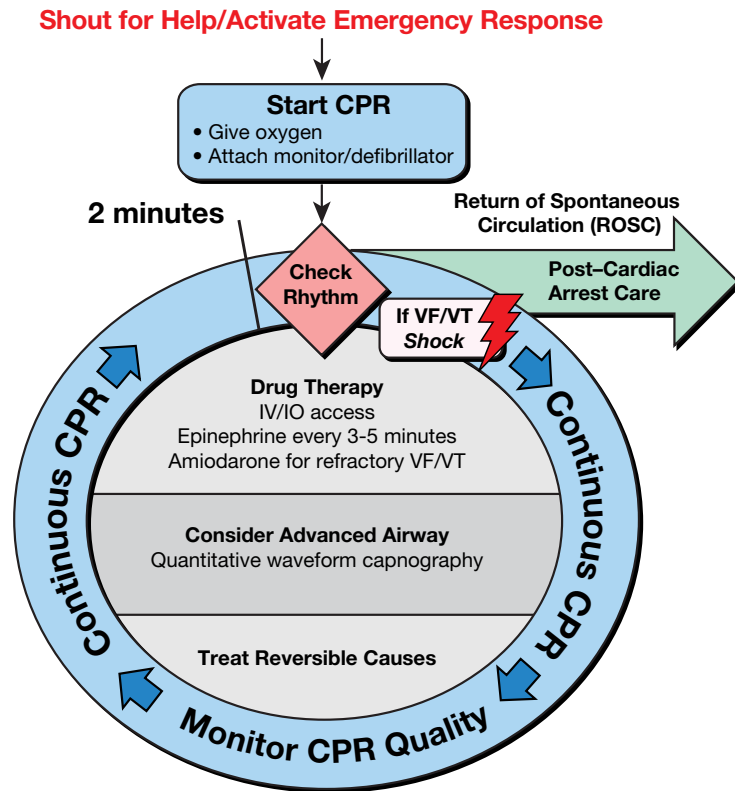 Shout for Help/Activate Emergency Response
Start CPR
• Give oxygen
• Attach monitor/defibrillator
2 minutes
Return of Spontaneous
Circulation (ROSC)
Check
Rhythm
Post–Cardiac
Arrest Care
If VF/VT
Shock
Drug Therapy
IV/IO access
Epinephrine every 3-5 minutes
Amiodarone for refractory VF/VT
Consider Advanced Airway
Quantitative waveform capnography
Treat Reversible Causes
Continuous CPR
Continuous CPR
Monitor CPR Quality